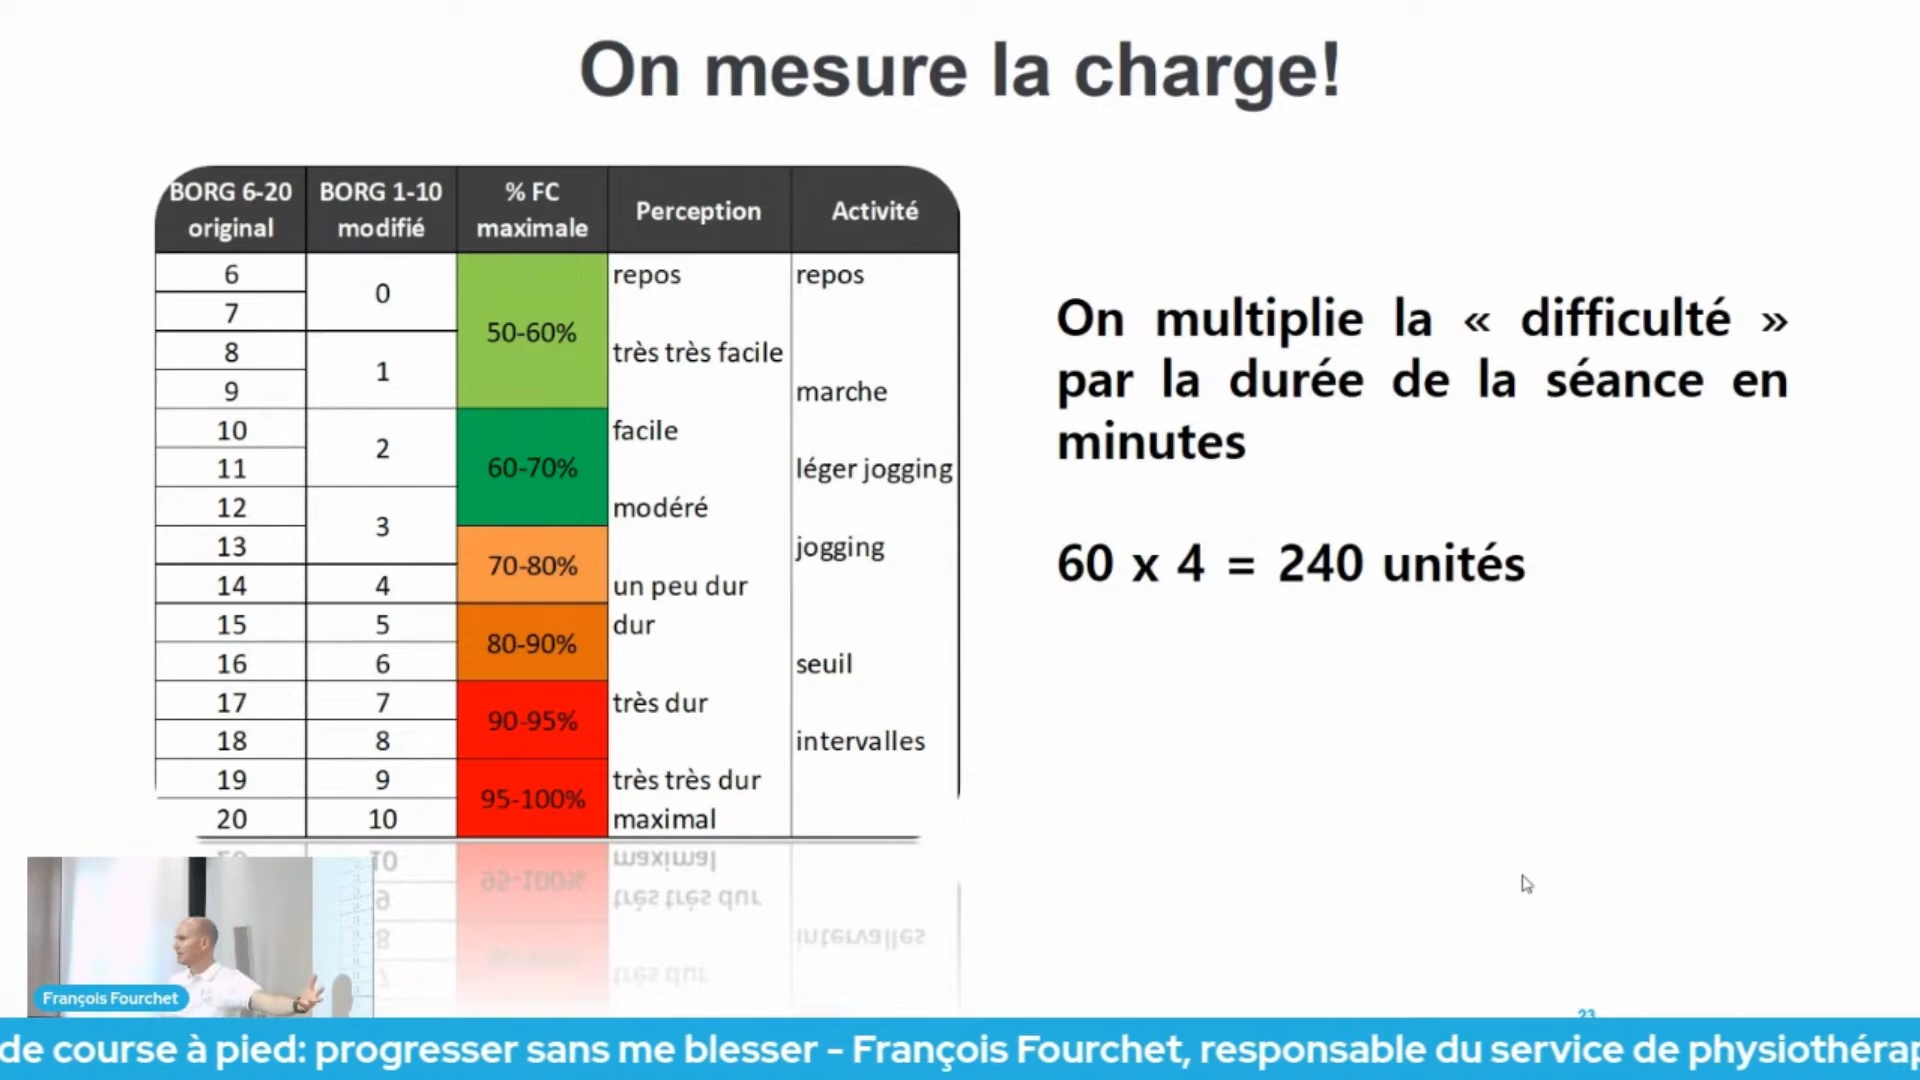 On mesure la charge!
BORG 6-20 original | BORG 1-10 modifié | % FC maximale | Perception | Activité
6 | 0 | 50-60% | repos | repos
7
8 | 1 | très très facile
9 | marche
10 | 2 | 60-70% | facile
11 | léger jogging
12 | 3 | modéré
13 | 70-80% | jogging
14 | 4 | un peu dur
15 | 5 | 80-90% | dur
16 | 6 | seuil
17 | 7 | 90-95% | très dur
18 | 8 | intervalles
19 | 9 | 95-100% | très très dur
20 | 10 | maximal
On multiplie la « difficulté »
par la durée de la séance en
minutes
60 x 4 = 240 unités
François Fourchet
23
de course à pied: progresser sans me blesser - François Fourchet, responsable du service de physiothérap